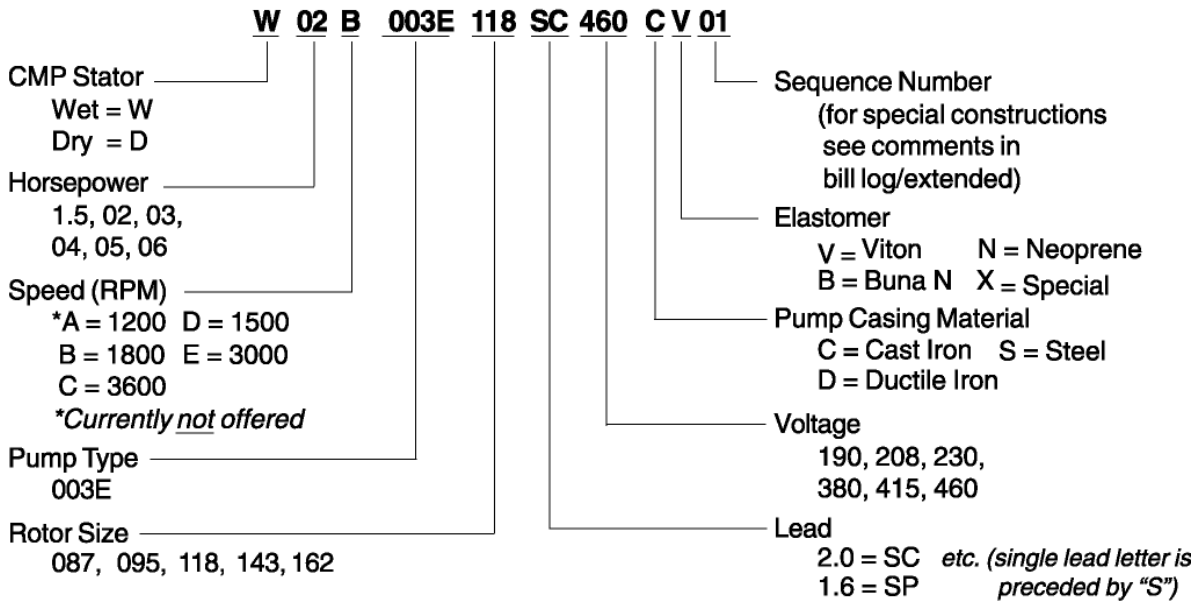 W 02 B 003E 118 SC 460 C V 01
CMP Stator
Wet = W
Dry = D
Horsepower
1.5, 02, 03,
04, 05, 06
Speed (RPM)
*A = 1200 D = 1500
B = 1800 E = 3000
C = 3600
*Currently not offered
Pump Type
003E
Rotor Size
087, 095, 118, 143, 162
Sequence Number
(for special constructions
see comments in
bill log/extended)
Elastomer
V = Viton N = Neoprene
B = Buna N X = Special
Pump Casing Material
C = Cast Iron S = Steel
D = Ductile Iron
Voltage
190, 208, 230,
380, 415, 460
Lead
2.0 = SC etc. (single lead letter is
1.6 = SP preceded by “S”)